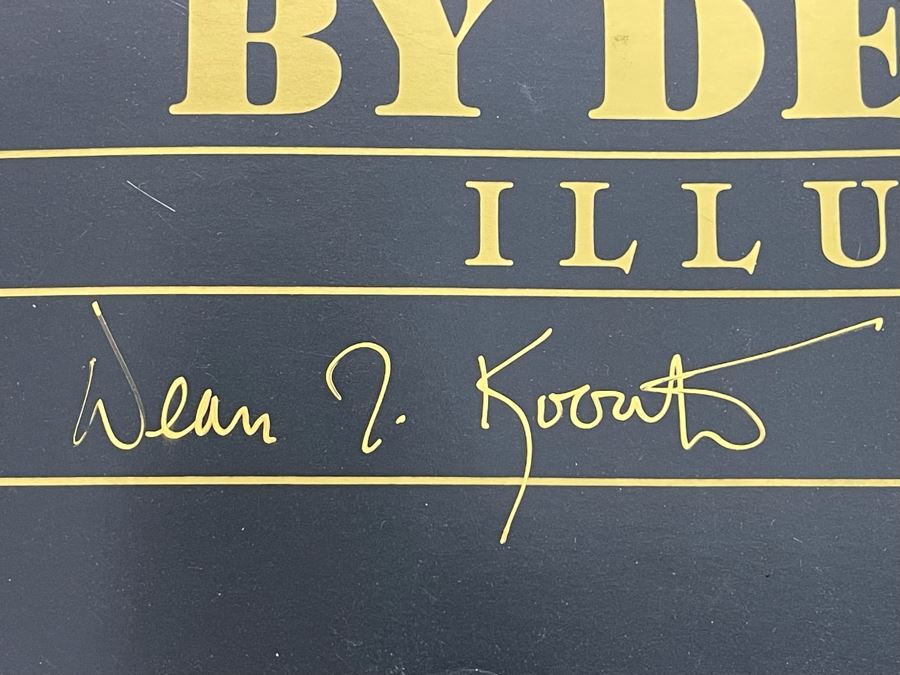 BY DE
ILLU
Dean R. Koontz